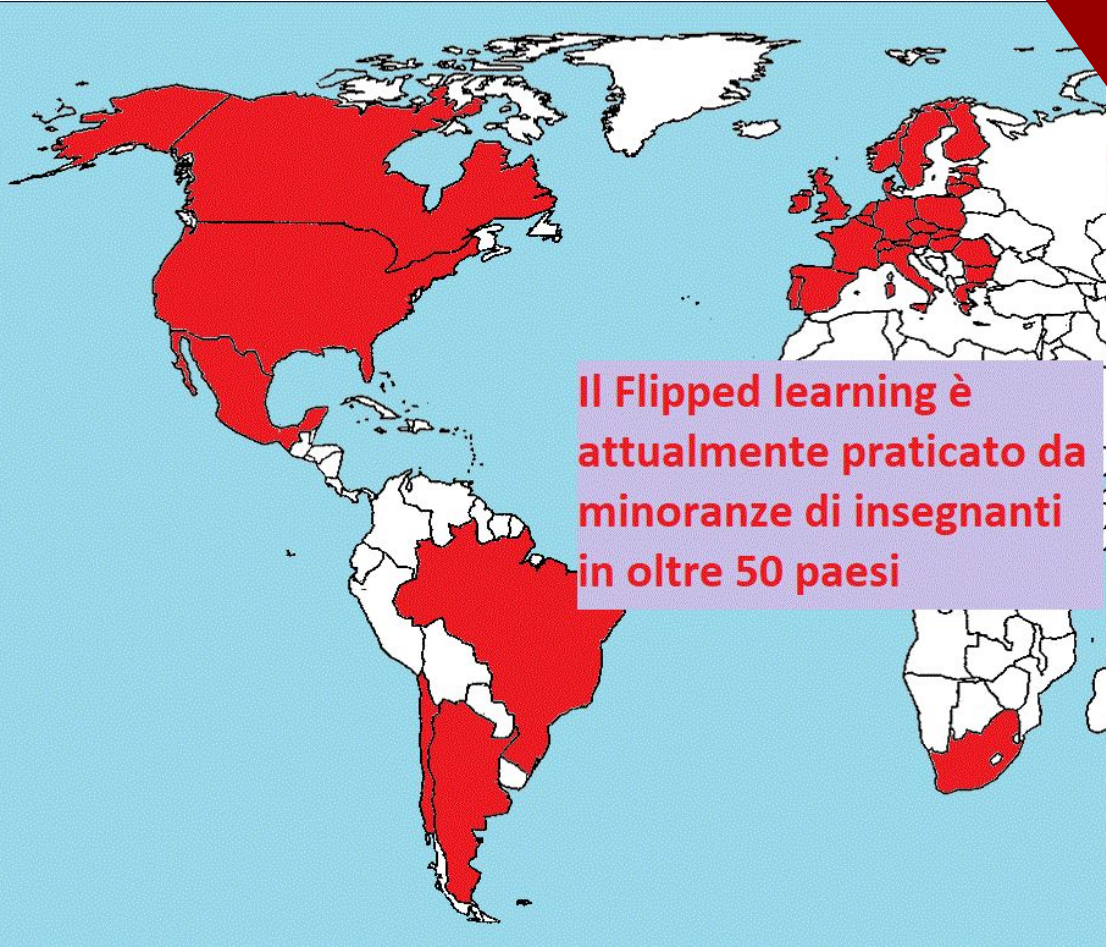 Il Flipped learning è
attualmente praticato da
minoranze di insegnanti
in oltre 50 paesi